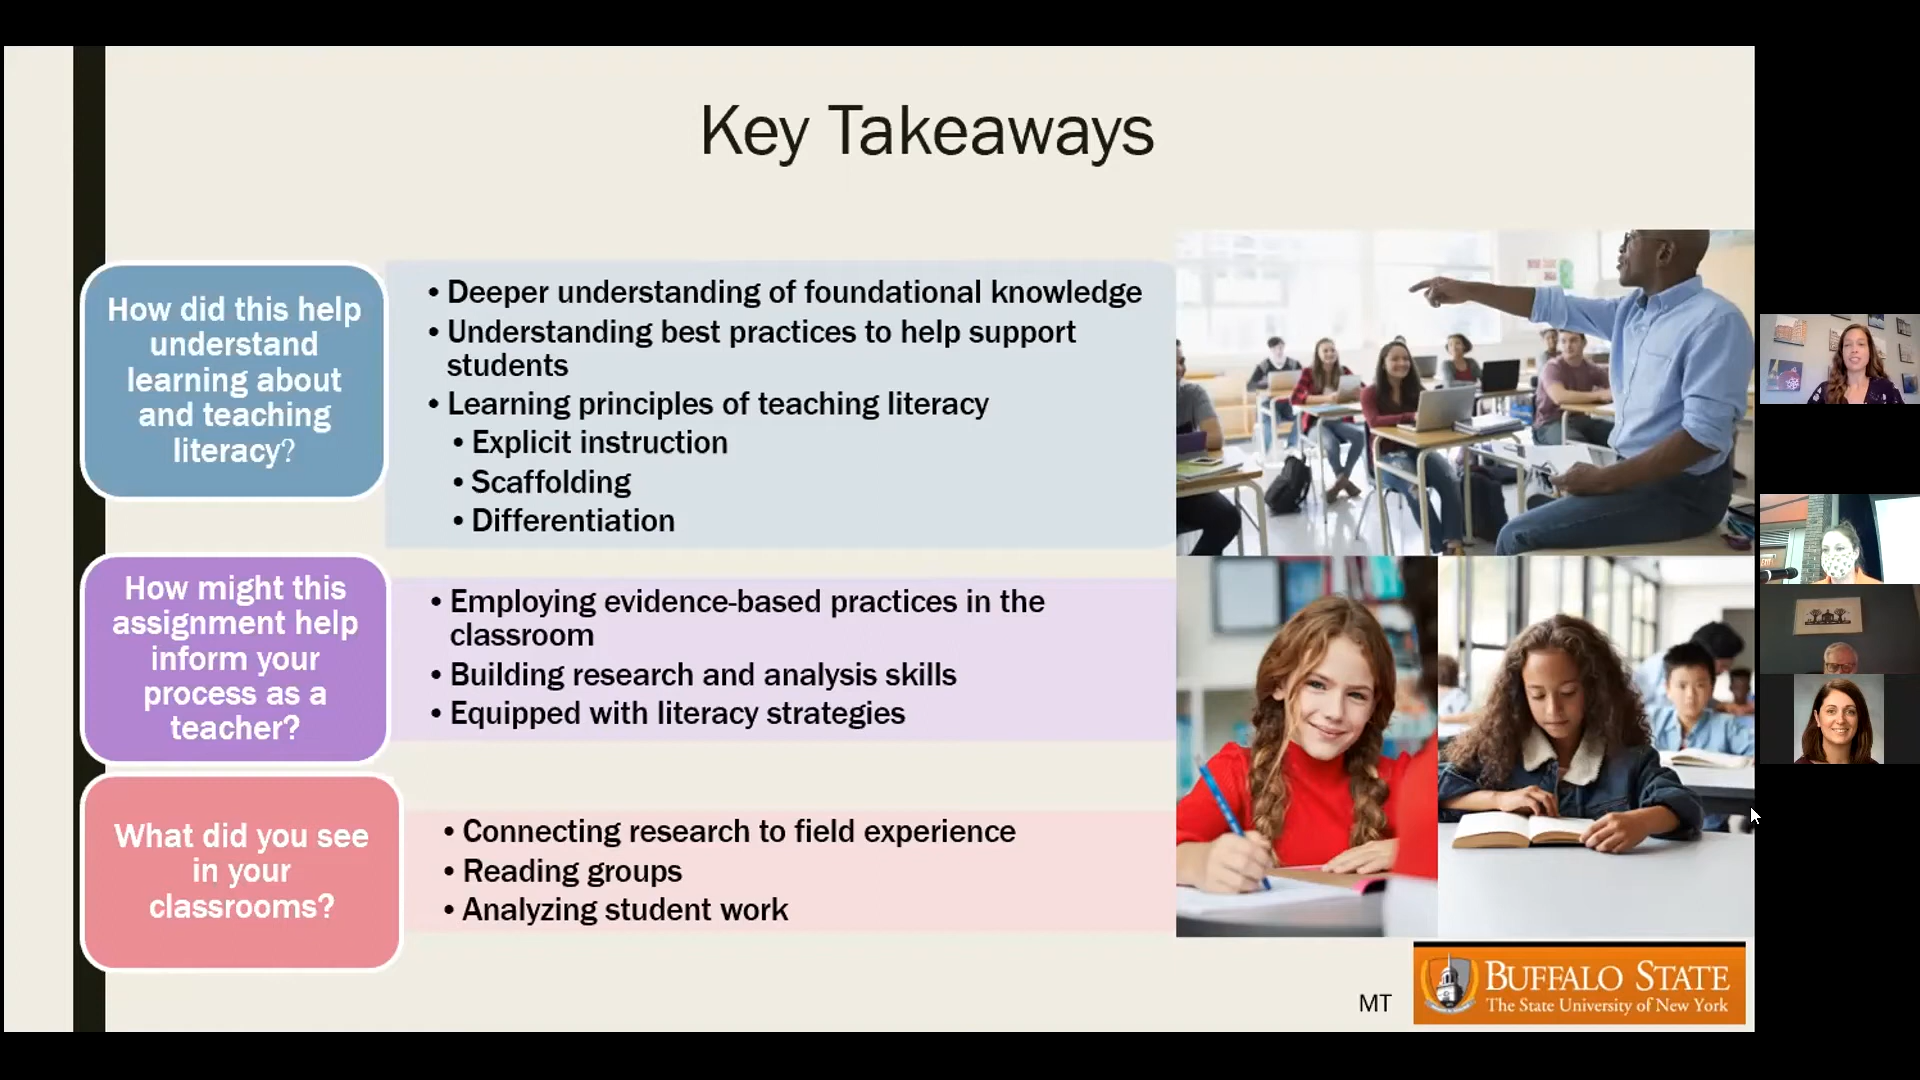 Key Takeaways
How did this help
understand
learning about
and teaching
literacy?
• Deeper understanding of foundational knowledge
• Understanding best practices to help support
students
• Learning principles of teaching literacy
• Explicit instruction
• Scaffolding
• Differentiation
How might this
assignment help
inform your
process as a
teacher?
• Employing evidence-based practices in the
classroom
• Building research and analysis skills
• Equipped with literacy strategies
What did you see
in your
classrooms?
• Connecting research to field experience
• Reading groups
• Analyzing student work
MT
BUFFALO STATE
The State University of New York